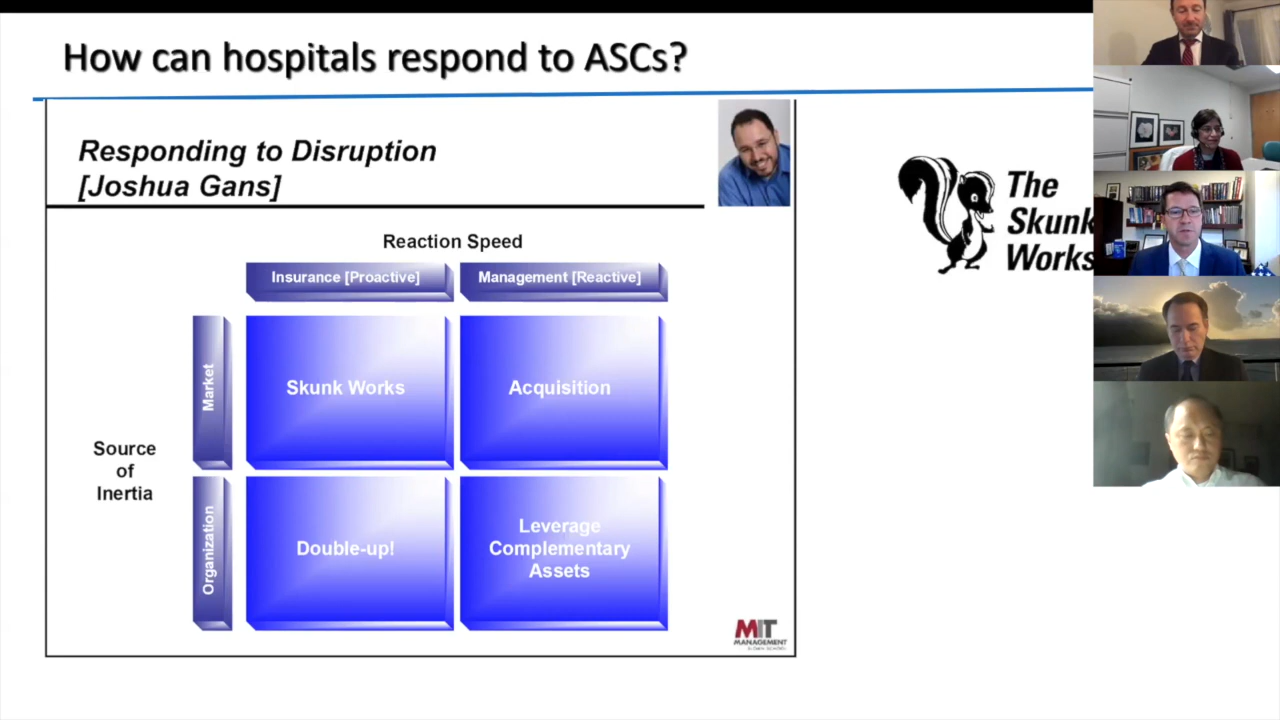 How can hospitals respond to ASCs?
Responding to Disruption
[Joshua Gans]
Reaction Speed
Insurance [Proactive]
Management [Reactive]
Market
Skunk Works
Acquisition
Source
of
Inertia
Organization
Double-up!
Leverage
Complementary
Assets
The
Skunk
Works
MIT
MANAGEMENT